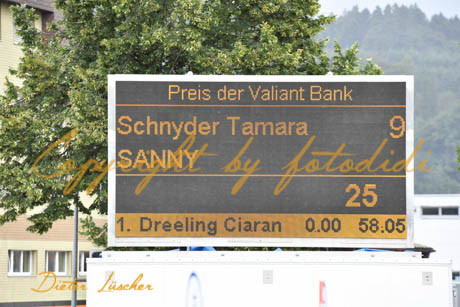 Preis der Valiant Bank
Schnyder Tamara 9
SANNY
Copyright by fotodidi
25
1. Dreeling Ciaran 0.00 58.05
Dieter Lüscher